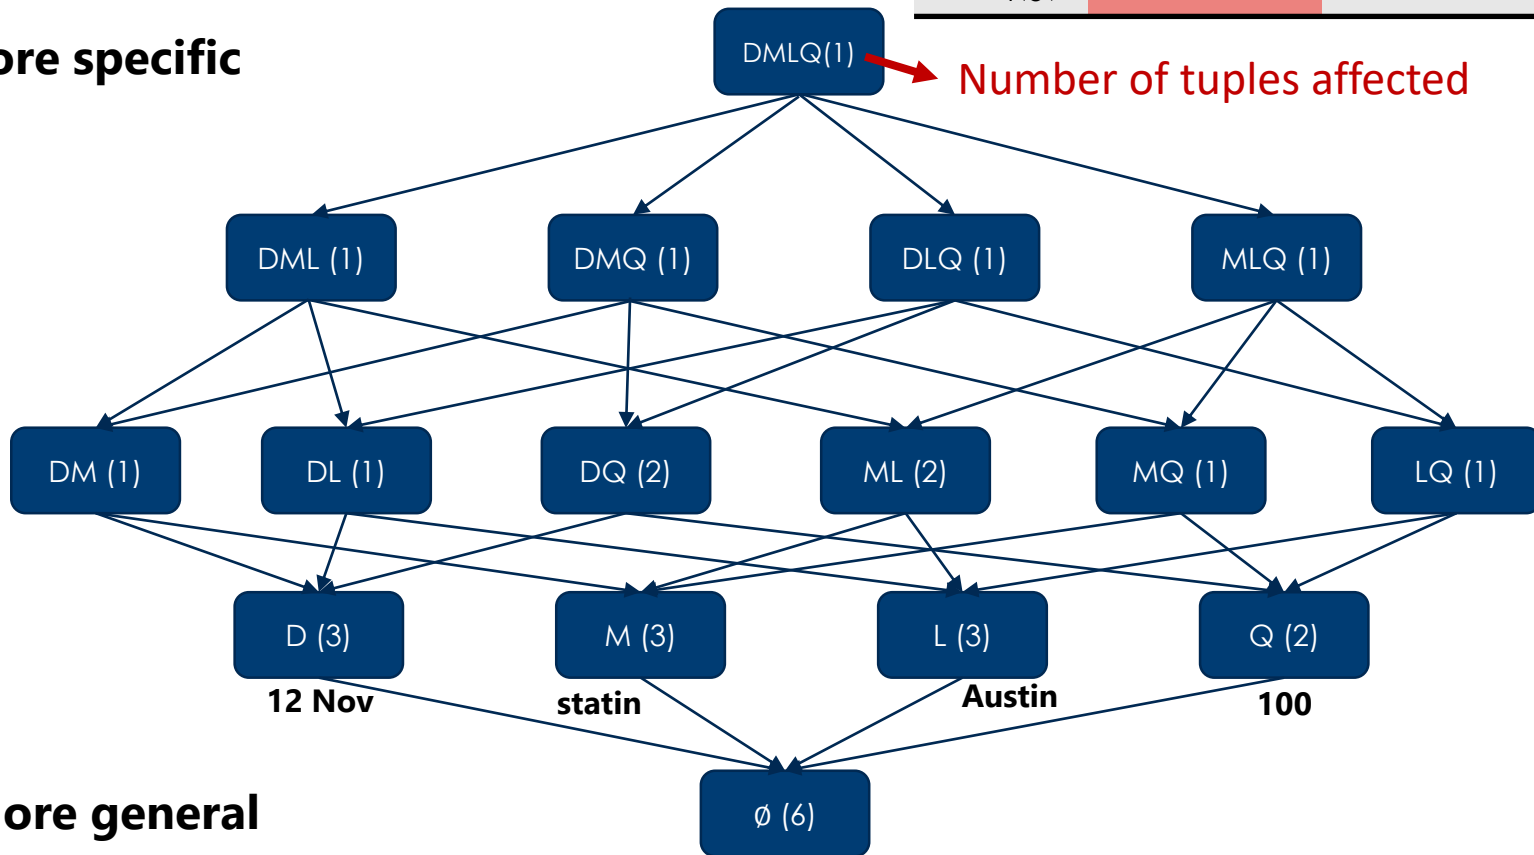 DMLQ(1)
ore specific
Number of tuples affected
DML (1)
DMQ (1)
DLQ (1)
MLQ (1)
DM (1)
DL (1)
DQ (2)
ML (2)
MQ (1)
LQ (1)
D (3)
M (3)
L (3)
Q (2)
12 Nov
statin
Austin
100
ore general
∅ (6)